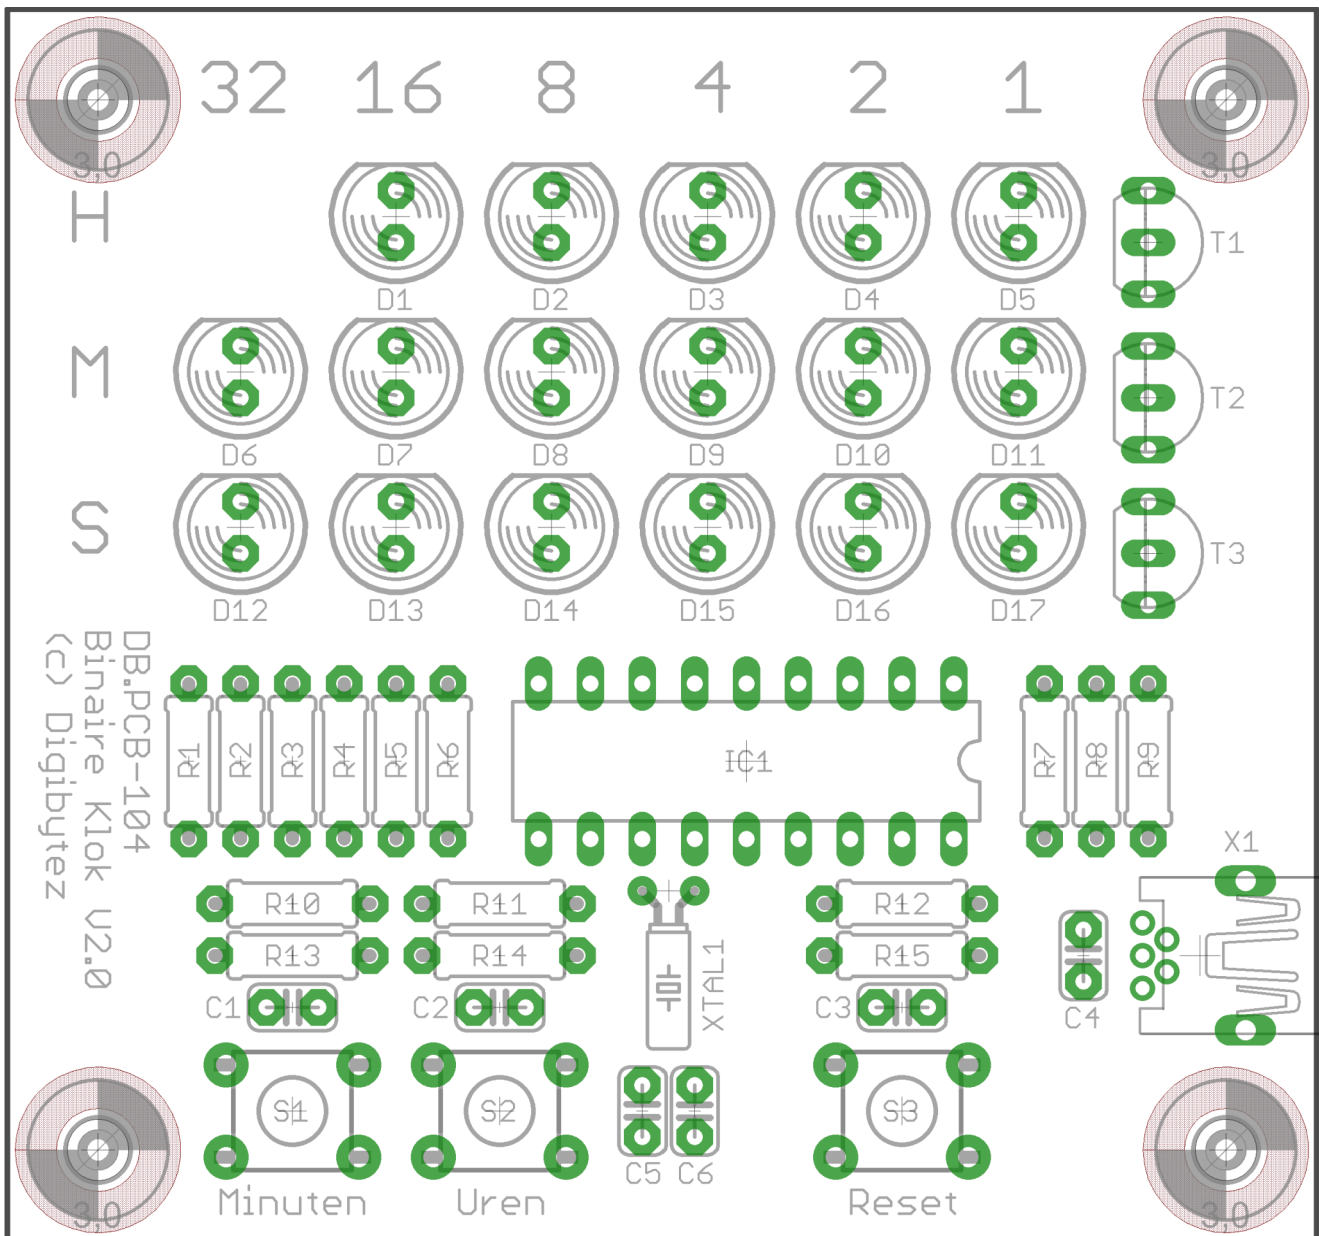 32 16 8 4 2 1
3,0 3,0
H
T1
D1 D2 D3 D4 D5
M
T2
D6 D7 D8 D9 D10 D11
S
T3
D12 D13 D14 D15 D16 D17
DB.PCB-104
Binaire Klok V2.0
(c) Digibytez
R1 R2 R3 R4 R5 R6
IC1
R7 R8 R9
X1
R10 R11 R12
R13 R14 R15
XTAL1
C1 C2 C3 C4
S1 S2 S3
C5 C6
Minuten Uren Reset
3,0 3,0